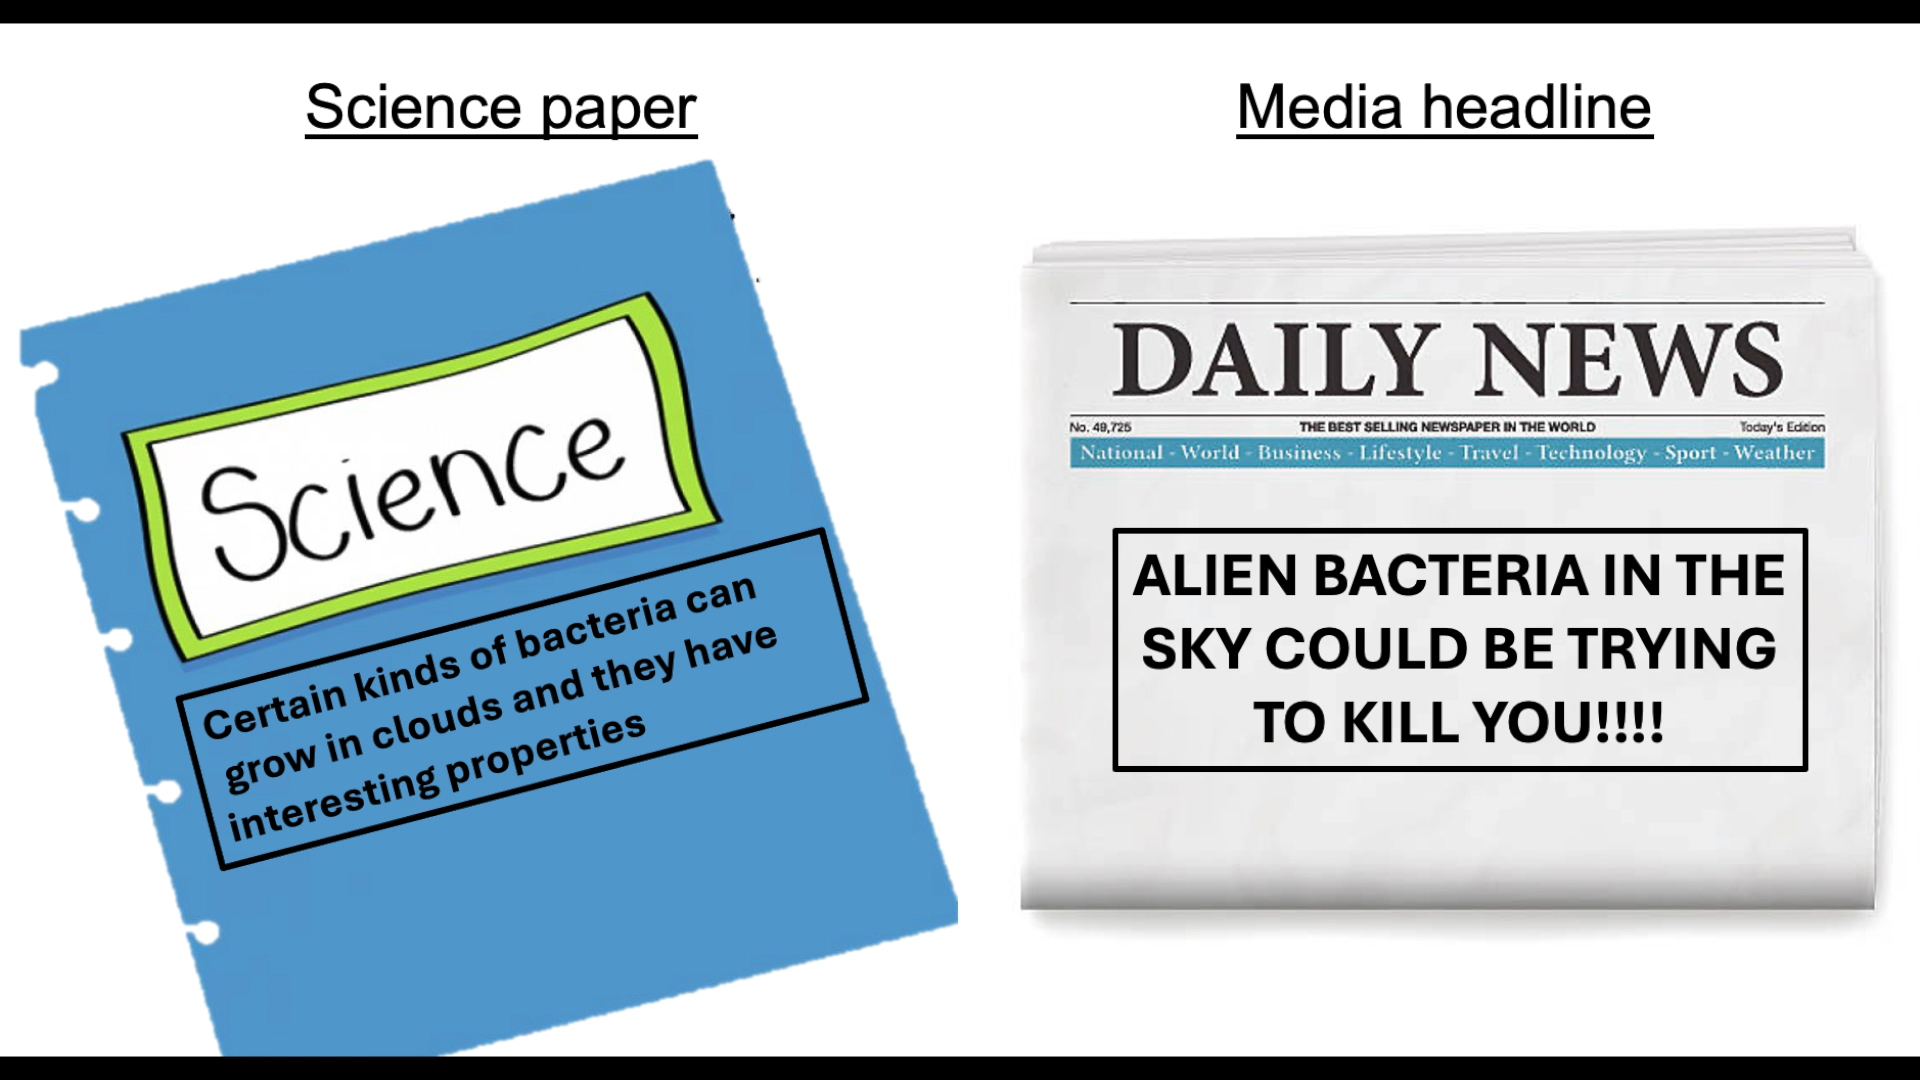 Science paper
Science
Certain kinds of bacteria can
grow in clouds and they have
interesting properties
Media headline
DAILY NEWS
No. 49,725 THE BEST SELLING NEWSPAPER IN THE WORLD Today's Edition
National - World - Business - Lifestyle - Travel - Technology - Sport - Weather
ALIEN BACTERIA IN THE
SKY COULD BE TRYING
TO KILL YOU!!!!